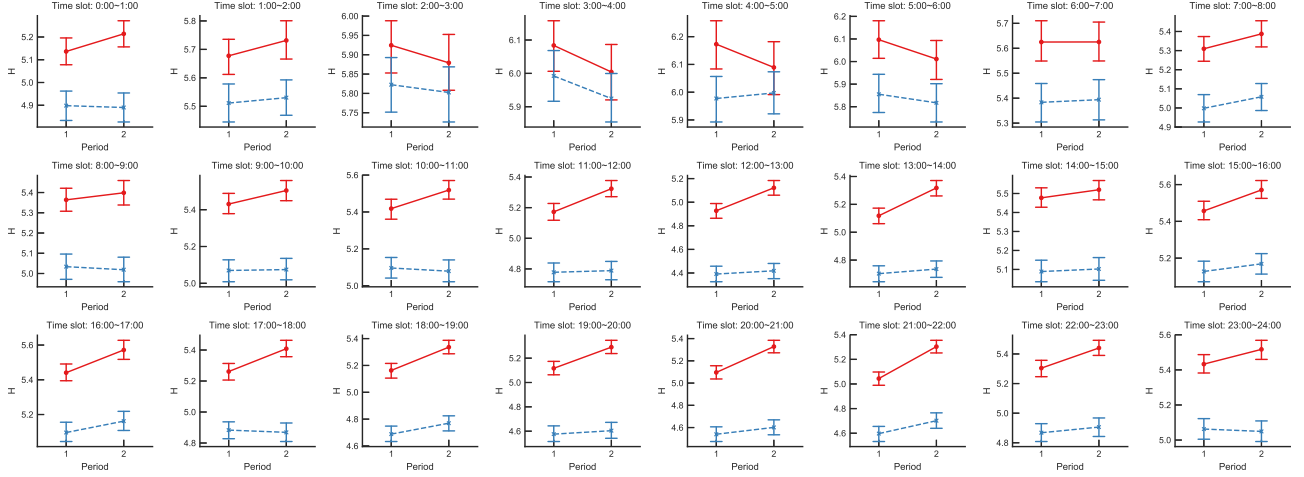 Time slot: 0:00~1:00
5.2
5.1
5.0
4.9
H
1 2
Period
Time slot: 1:00~2:00
5.8
5.7
5.6
5.5
H
1 2
Period
Time slot: 2:00~3:00
6.00
5.95
5.90
5.85
5.80
5.75
H
1 2
Period
Time slot: 3:00~4:00
6.1
6.0
5.9
H
1 2
Period
Time slot: 4:00~5:00
6.2
6.1
6.0
5.9
H
1 2
Period
Time slot: 5:00~6:00
6.2
6.1
6.0
5.9
5.8
H
1 2
Period
Time slot: 6:00~7:00
5.7
5.6
5.5
5.4
5.3
H
1 2
Period
Time slot: 7:00~8:00
5.4
5.3
5.2
5.1
5.0
4.9
H
1 2
Period
Time slot: 8:00~9:00
5.4
5.3
5.2
5.1
5.0
H
1 2
Period
Time slot: 9:00~10:00
5.4
5.2
5.0
H
1 2
Period
Time slot: 10:00~11:00
5.6
5.4
5.2
5.0
H
1 2
Period
Time slot: 11:00~12:00
5.4
5.2
5.0
4.8
H
1 2
Period
Time slot: 12:00~13:00
5.2
5.0
4.8
4.6
4.4
H
1 2
Period
Time slot: 13:00~14:00
5.4
5.2
5.0
4.8
H
1 2
Period
Time slot: 14:00~15:00
5.5
5.4
5.3
5.2
5.1
H
1 2
Period
Time slot: 15:00~16:00
5.6
5.4
5.2
H
1 2
Period
Time slot: 16:00~17:00
5.6
5.4
5.2
H
1 2
Period
Time slot: 17:00~18:00
5.4
5.2
5.0
4.8
H
1 2
Period
Time slot: 18:00~19:00
5.4
5.2
5.0
4.8
4.6
H
1 2
Period
Time slot: 19:00~20:00
5.2
5.0
4.8
4.6
H
1 2
Period
Time slot: 20:00~21:00
5.4
5.2
5.0
4.8
4.6
H
1 2
Period
Time slot: 21:00~22:00
5.4
5.2
5.0
4.8
4.6
H
1 2
Period
Time slot: 22:00~23:00
5.4
5.2
5.0
4.8
H
1 2
Period
Time slot: 23:00~24:00
5.6
5.4
5.2
5.0
H
1 2
Period